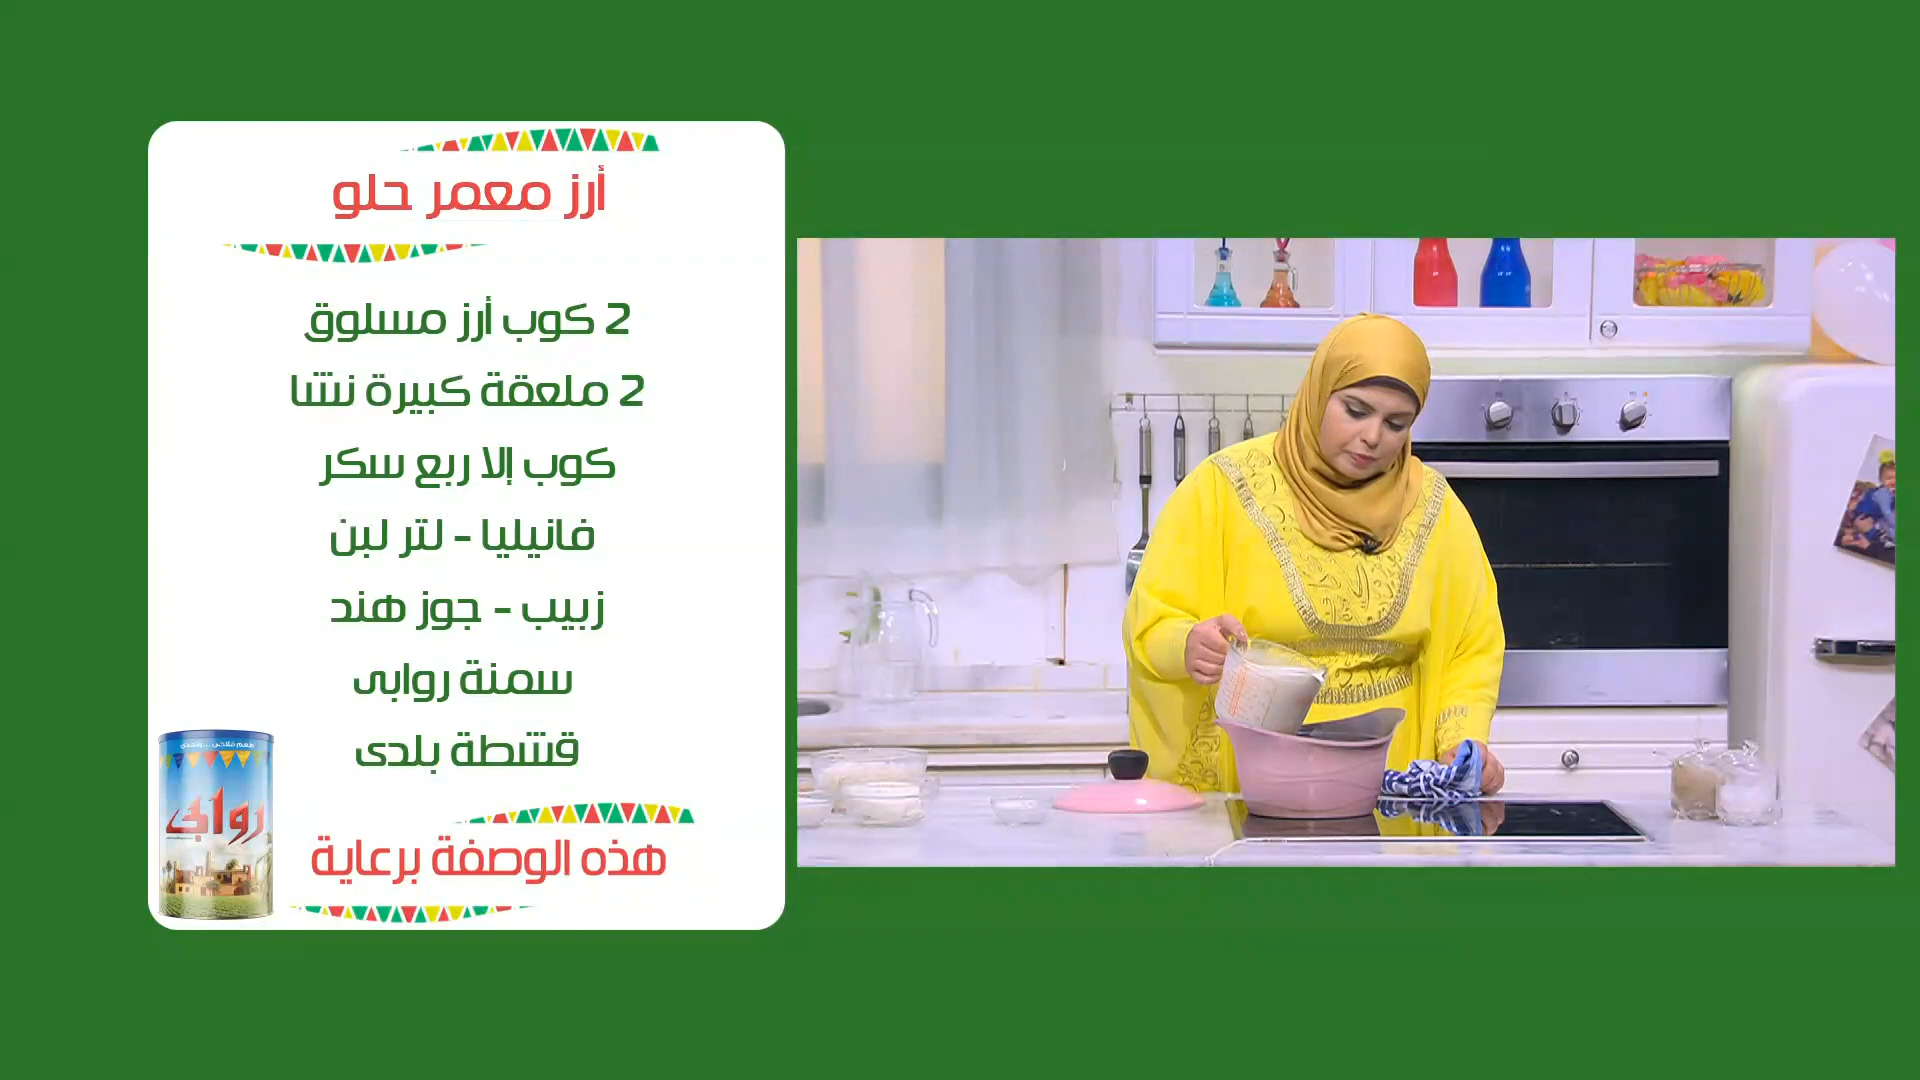 أرز معمر حلو
2 كوب أرز مسلوق
2 ملعقة كبيرة نشا
كوب إلا ربع سكر
فانيليا - لتر لبن
زبيب - جوز هند
سمنة روابى
قشطة بلدى
روابي
هذه الوصفة برعاية